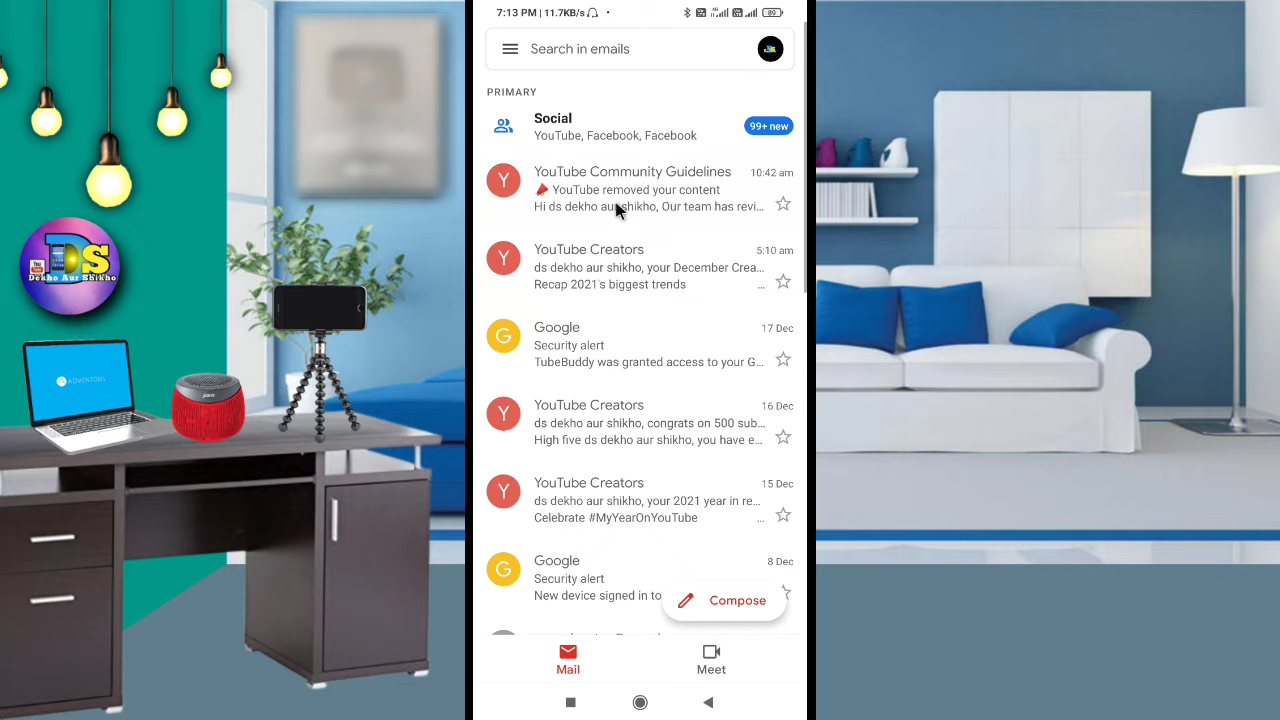 7:13 PM | 11.7KB/s
89
Search in emails
PRIMARY
Social
YouTube, Facebook, Facebook
99+ new
Y
YouTube Community Guidelines
10:42 am
YouTube removed your content
Hi ds dekho aur shikho, Our team has revi...
Y
YouTube Creators
5:10 am
ds dekho aur shikho, your December Crea...
Recap 2021's biggest trends
...
G
Google
17 Dec
Security alert
TubeBuddy was granted access to your G...
Y
YouTube Creators
16 Dec
ds dekho aur shikho, congrats on 500 sub...
High five ds dekho aur shikho, you have e...
Y
YouTube Creators
15 Dec
ds dekho aur shikho, your 2021 year in re...
Celebrate #MyYearOnYouTube
...
G
Google
8 Dec
Security alert
New device signed in to
Compose
Mail
Meet
Ds
You
Dekho Aur Shikho
ADVENTONS